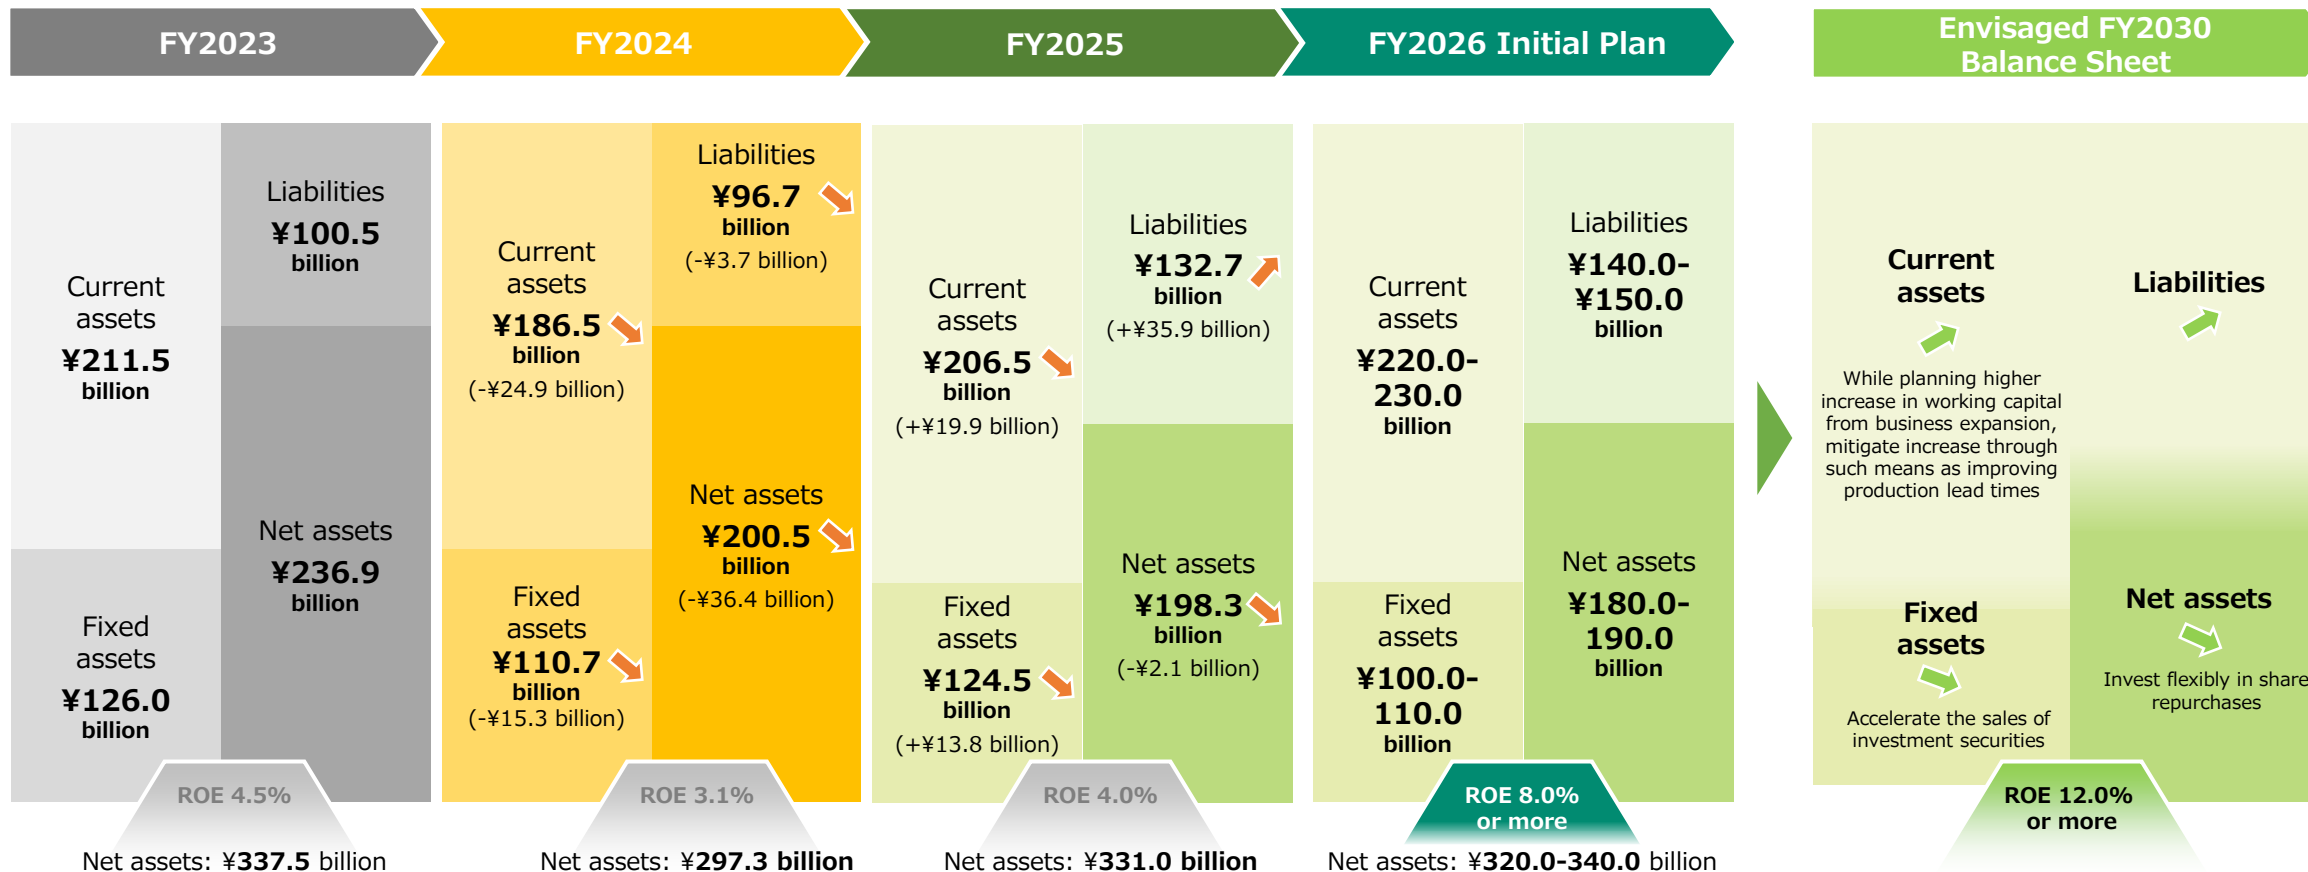 FY2023
FY2024
FY2025
FY2026 Initial Plan
Envisaged FY2030
Balance Sheet
Current
assets
¥211.5
billion
Fixed
assets
¥126.0
billion
Liabilities
¥100.5
billion
Net assets
¥236.9
billion
ROE 4.5%
Net assets: ¥337.5 billion
Current
assets
¥186.5
billion
(-¥24.9 billion)
Fixed
assets
¥110.7
billion
(-¥15.3 billion)
Liabilities
¥96.7
billion
(-¥3.7 billion)
Net assets
¥200.5
billion
(-¥36.4 billion)
ROE 3.1%
Net assets: ¥297.3 billion
Current
assets
¥206.5
billion
(+¥19.9 billion)
Fixed
assets
¥124.5
billion
(+¥13.8 billion)
Liabilities
¥132.7
billion
(+¥35.9 billion)
Net assets
¥198.3
billion
(-¥2.1 billion)
ROE 4.0%
Net assets: ¥331.0 billion
Current
assets
¥220.0-
230.0
billion
Fixed
assets
¥100.0-
110.0
billion
Liabilities
¥140.0-
¥150.0
billion
Net assets
¥180.0-
190.0
billion
ROE 8.0%
or more
Net assets: ¥320.0-340.0 billion
Current
assets
While planning higher
increase in working capital
from business expansion,
mitigate increase through
such means as improving
production lead times
Fixed
assets
Accelerate the sales of
investment securities
Liabilities
Net assets
Invest flexibly in share
repurchases
ROE 12.0%
or more